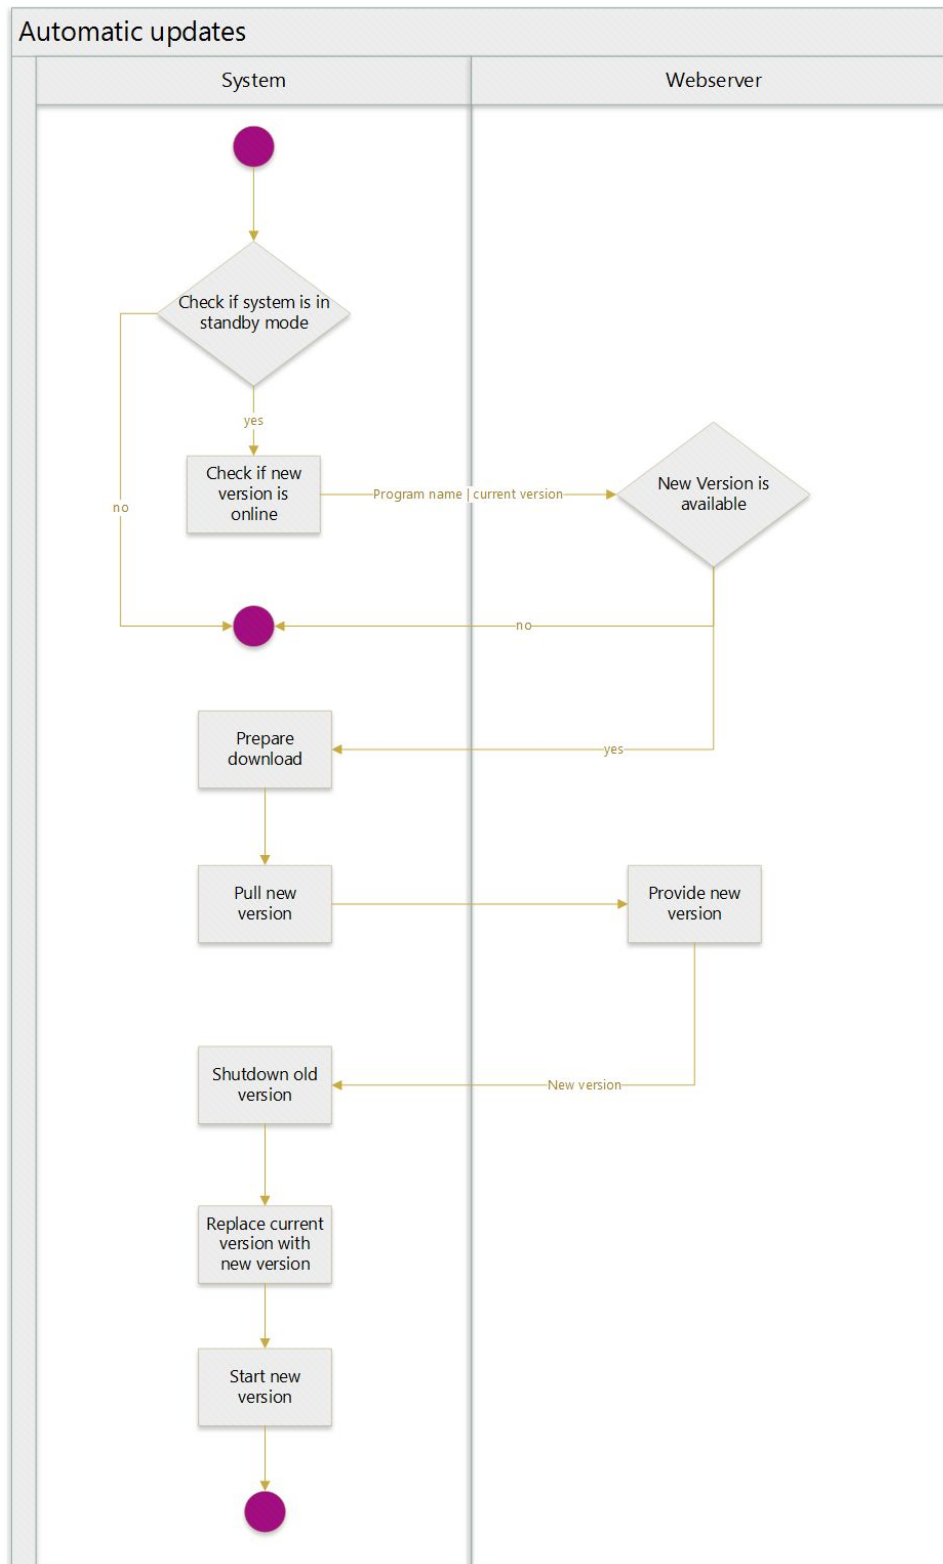 Automatic updates
System
Webserver
Check if system is in
standby mode
yes
Check if new
version is
online
Program name | current version
New Version is
available
no
no
Prepare
download
yes
Pull new
version
Provide new
version
Shutdown old
version
New version
Replace current
version with
new version
Start new
version